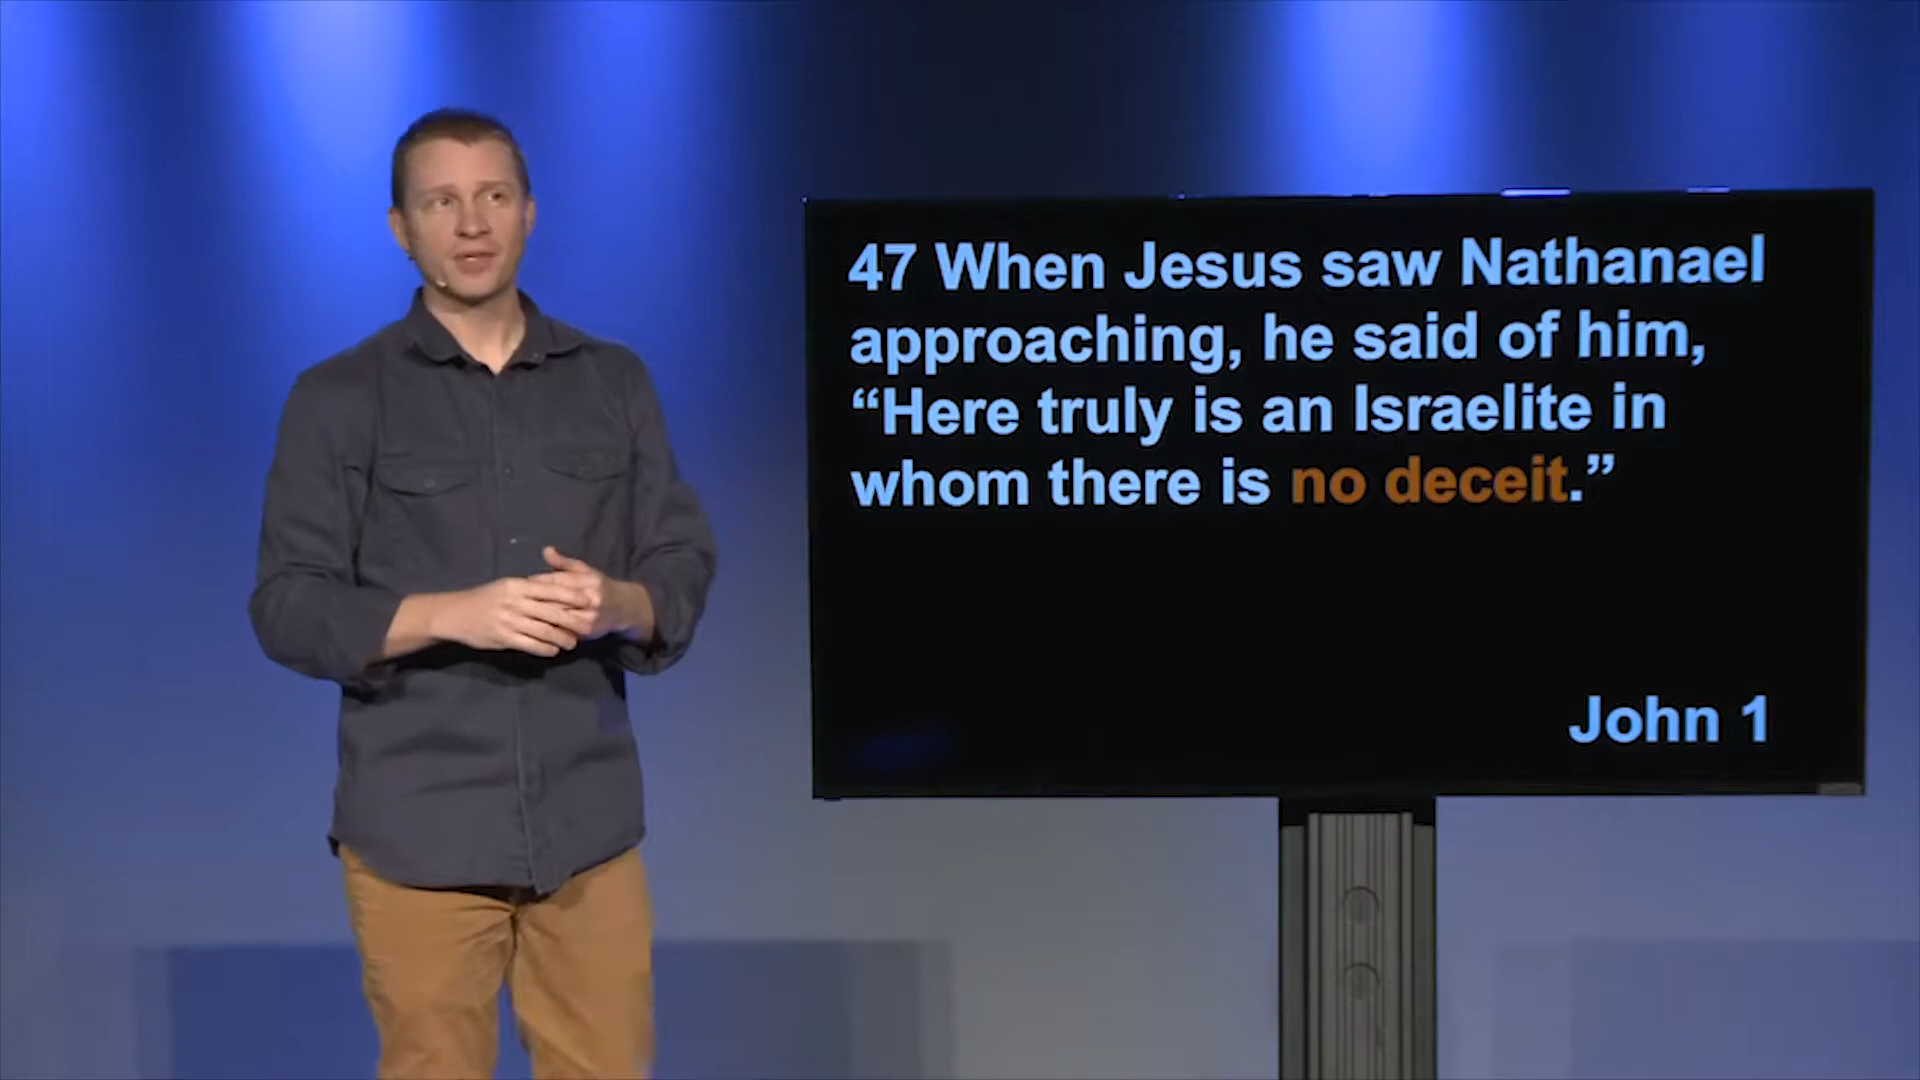 47 When Jesus saw Nathanael
approaching, he said of him,
“Here truly is an Israelite in
whom there is no deceit.”
John 1